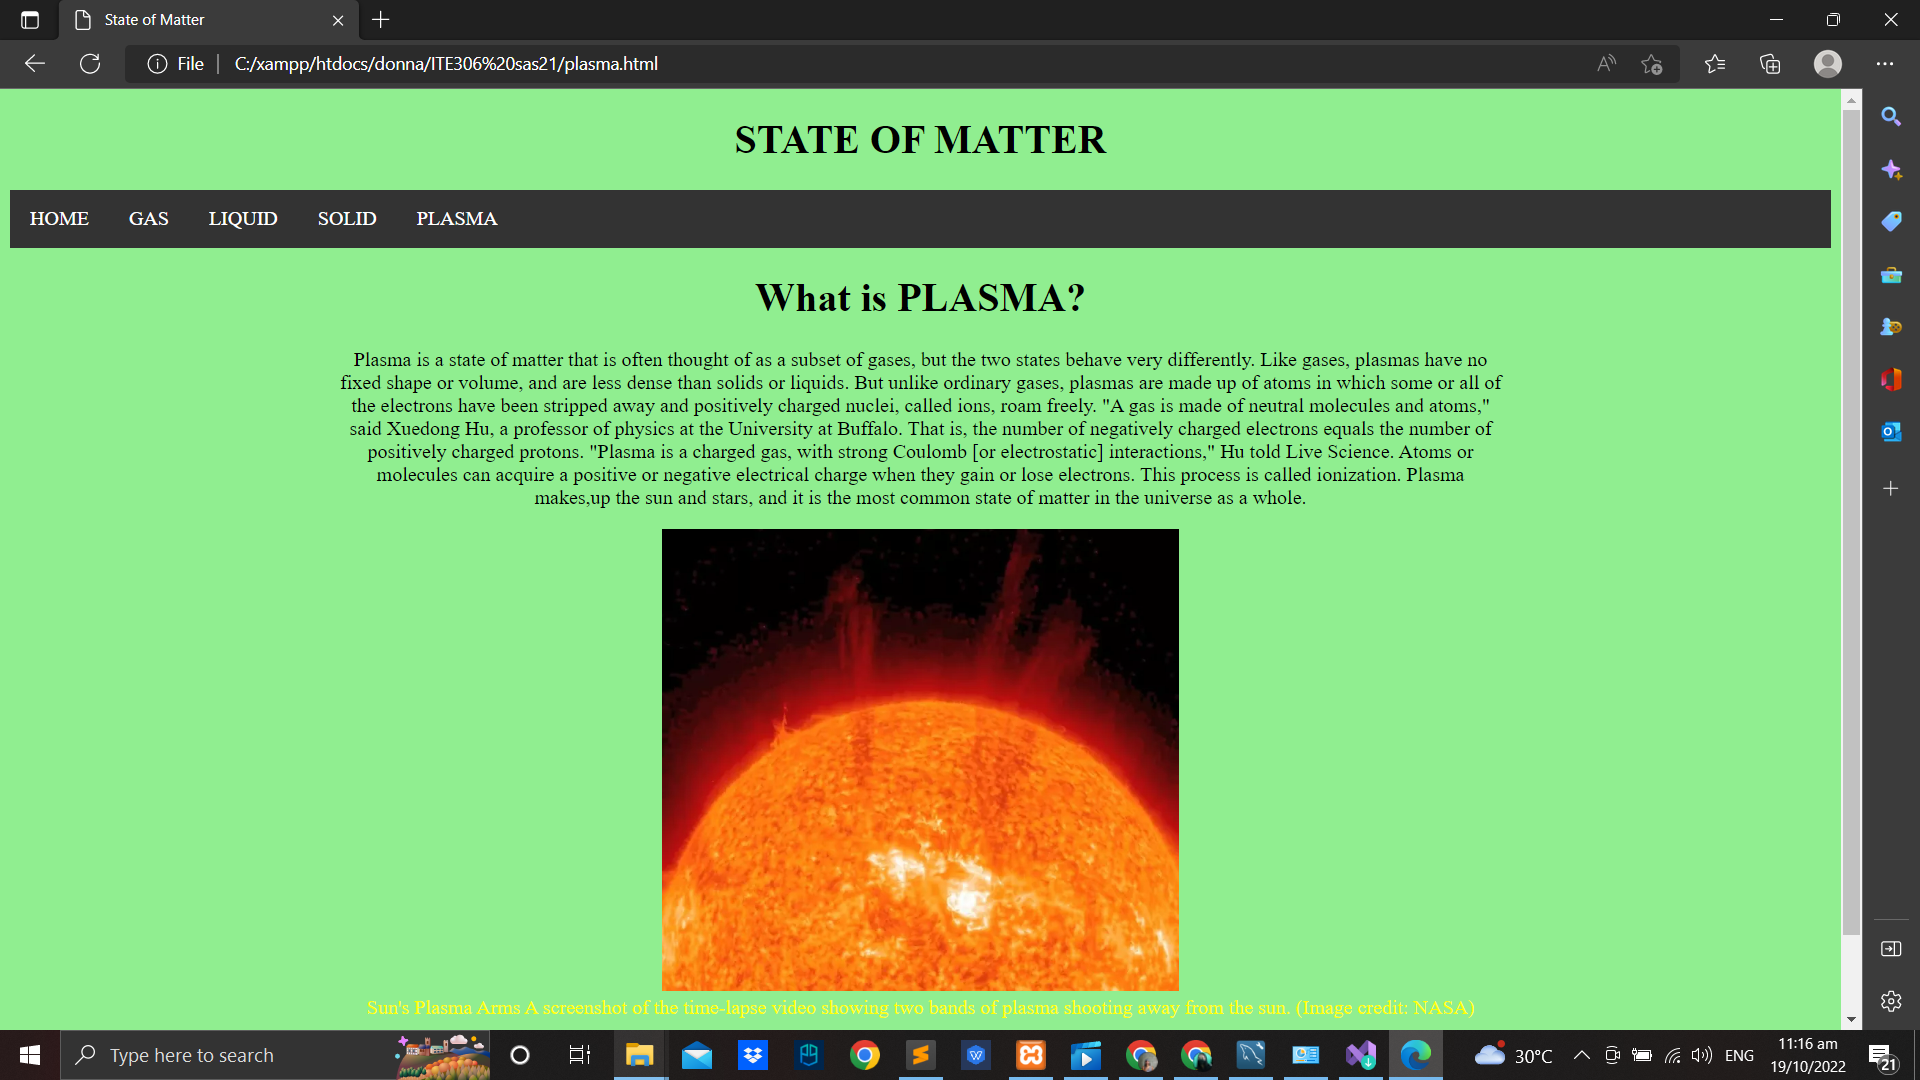 State of Matter
File
C:/xampp/htdocs/donna/ITE306%20sas21/plasma.html
STATE OF MATTER
HOME GAS LIQUID SOLID PLASMA
What is PLASMA?
Plasma is a state of matter that is often thought of as a subset of gases, but the two states behave very differently. Like gases, plasmas have no
fixed shape or volume, and are less dense than solids or liquids. But unlike ordinary gases, plasmas are made up of atoms in which some or all of
the electrons have been stripped away and positively charged nuclei, called ions, roam freely. "A gas is made of neutral molecules and atoms,"
said Xuedong Hu, a professor of physics at the University at Buffalo. That is, the number of negatively charged electrons equals the number of
positively charged protons. "Plasma is a charged gas, with strong Coulomb [or electrostatic] interactions," Hu told Live Science. Atoms or
molecules can acquire a positive or negative electrical charge when they gain or lose electrons. This process is called ionization. Plasma
makes,up the sun and stars, and it is the most common state of matter in the universe as a whole.
Sun's Plasma Arms A screenshot of the time-lapse video showing two bands of plasma shooting away from the sun. (Image credit: NASA)
Type here to search
30°C
ENG
11:16 am
19/10/2022
21